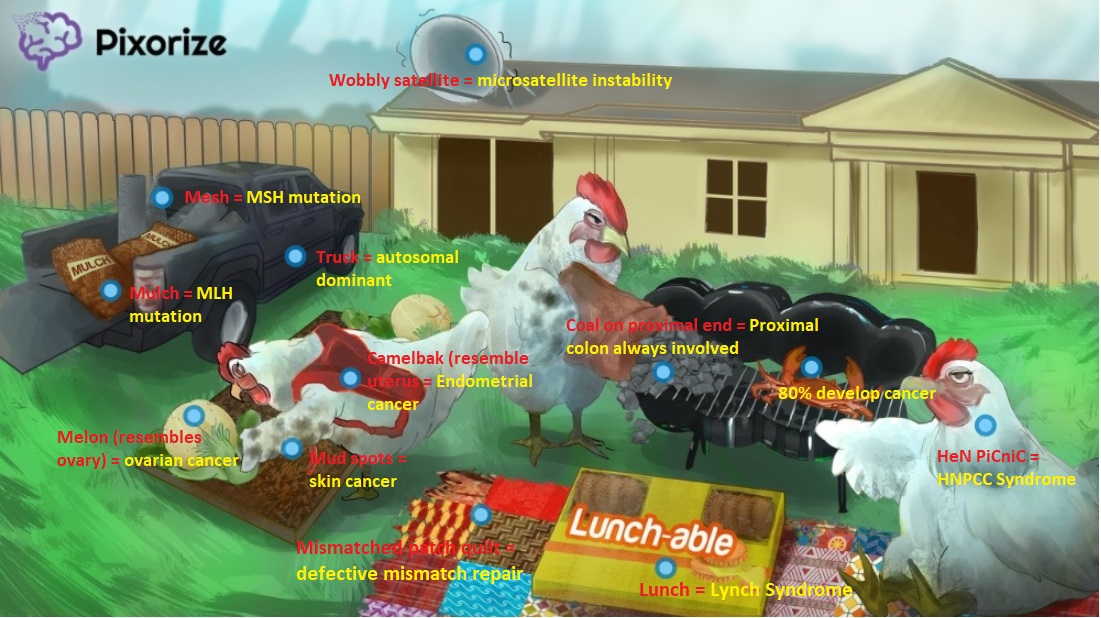 Pixorize
Wobbly satellite = microsatellite instability
Mesh = MSH mutation
MULCH
MULCH
Truck = autosomal
dominant
Mulch = MLH
mutation
Coal on proximal end = Proximal
colon always involved
Camelbak (resemble
uterus = Endometrial
cancer
80% develop cancer
Melon (resembles
ovary) = ovarian cancer
Mud spots =
skin cancer
HeN PiCniC =
HNPCC Syndrome
Lunch-able
Mismatched patch quilt =
defective mismatch repair
Lunch = Lynch Syndrome